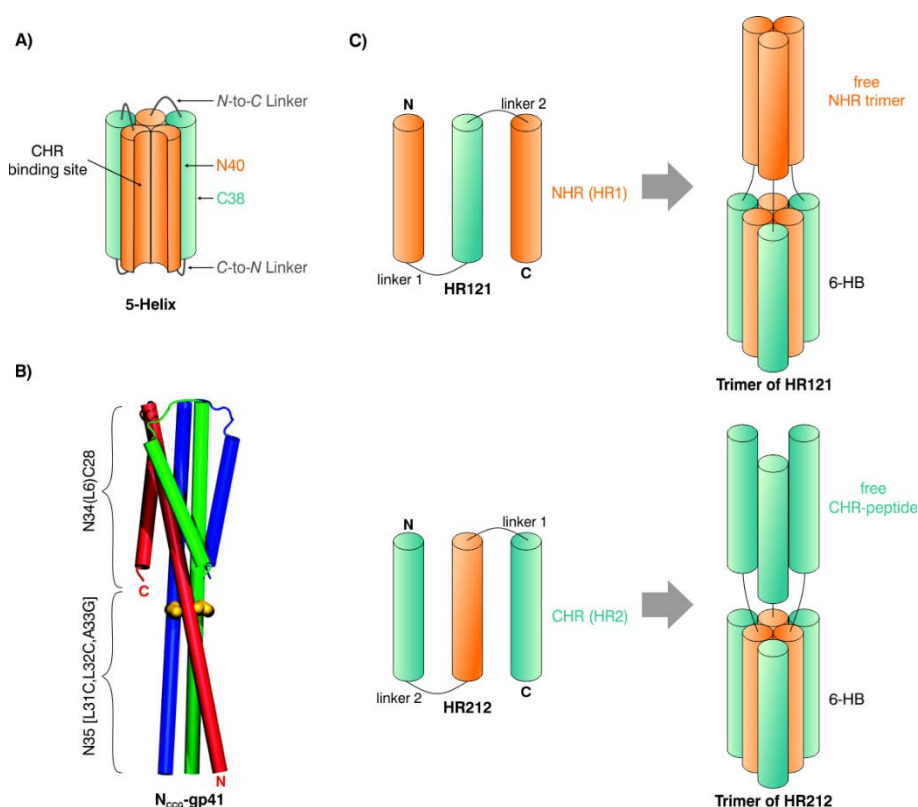 A)
N-to-C Linker
CHR
binding site
N40
C38
C-to-N Linker
5-Helix
B)
N34(L6)C28
C
N35 [L31C,L32C,A33G]
N
NCCG-gp41
C)
N
linker 2
NHR (HR1)
linker 1
C
HR121
free
NHR trimer
6-HB
Trimer of HR121
N
linker 1
CHR (HR2)
linker 2
C
HR212
free
CHR-peptide
6-HB
Trimer of HR212